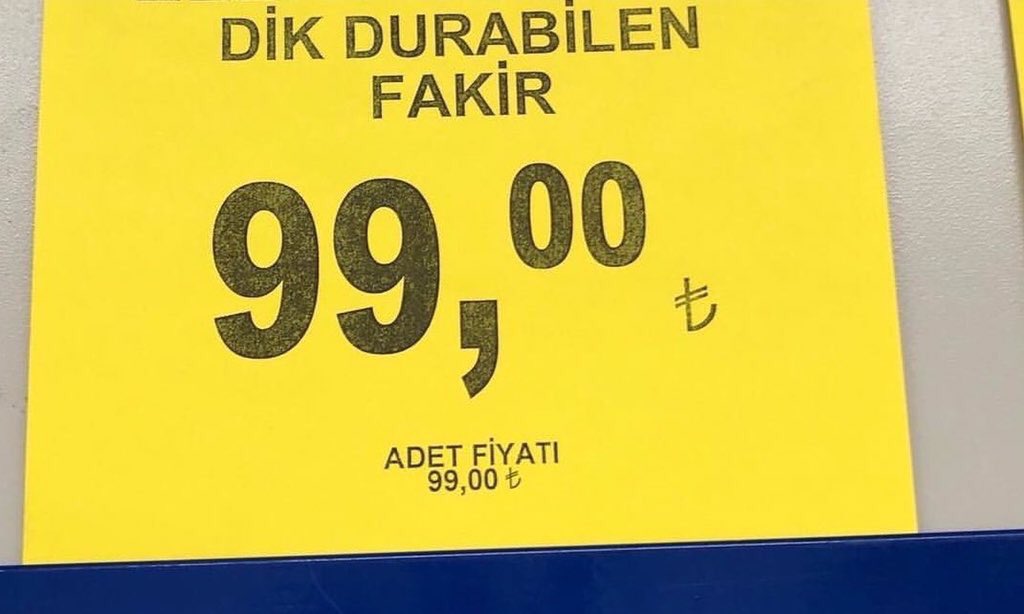 DİK DURABİLEN
FAKİR
99,00 ₺
ADET FİYATI
99,00 ₺